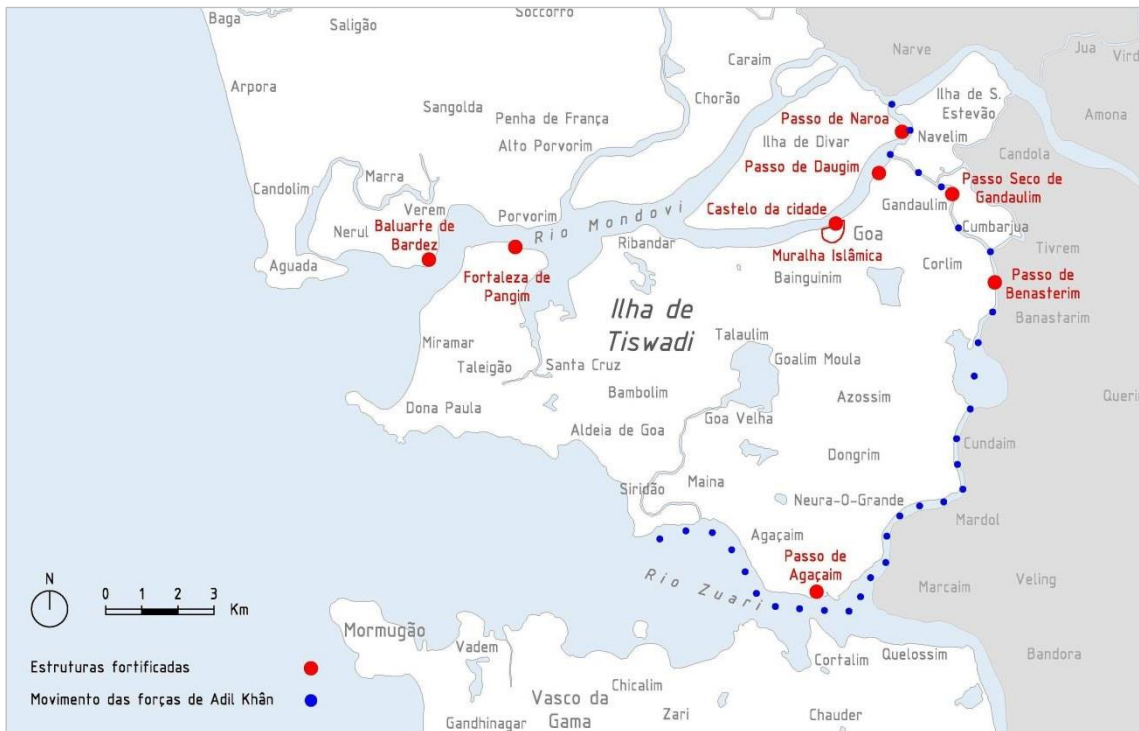 Baga
Saligão
Soccorro
Narve
Jua
Caraim
Arpora
Chorão
Ilha de S.
Estevão
Sangolda
Penha de França
Alto Porvorim
Passo de Naroa
Navelim
Amona
Ilha de Divar
Candola
Marra
Passo de Daugim
Passo Seco de
Gandaulim
Candolim
Verem
Porvorim
Rio Mondovi
Castelo da cidade
Gandaulim
Nerul
Baluarte de
Bardez
Ribandar
Goa
Cumbarjua
Tivrem
Aguada
Muralha Islâmica
Fortaleza de
Pangim
Bainguinim
Corlim
Passo de
Benasterim
Ilha de
Tiswadi
Banastarim
Miramar
Talaulim
Taleigão
Santa Cruz
Goalim Moula
Bambolim
Azossim
Dona Paula
Goa Velha
Aldeia de Goa
Cundaim
Dongrim
Siridão
Maina
Neura-O-Grande
Mardol
Agaçaim
Passo de
Agaçaim
Rio Zuari
Marcaim
Veling
N
0 1 2 3
Km
Mormugão
Vadem
Cortalim
Quelossim
Bandora
Estruturas fortificadas
Chicalim
Movimento das forças de Adil Khân
Vasco da
Gama
Zari
Chauder
Gandhinagar